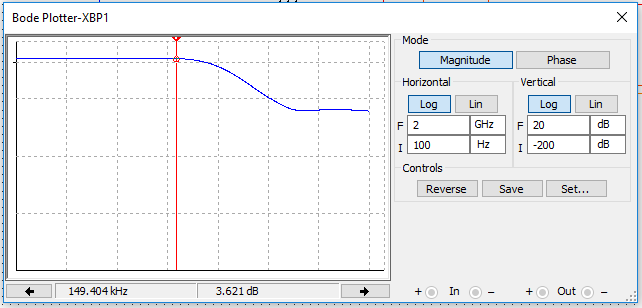 Bode Plotter-XBP1
Mode
Magnitude Phase
Horizontal Vertical
Log Lin Log Lin
F 2 GHz F 20 dB
I 100 Hz I -200 dB
Controls
Reverse Save Set...
149.404 kHz 3.621 dB + In − + Out −